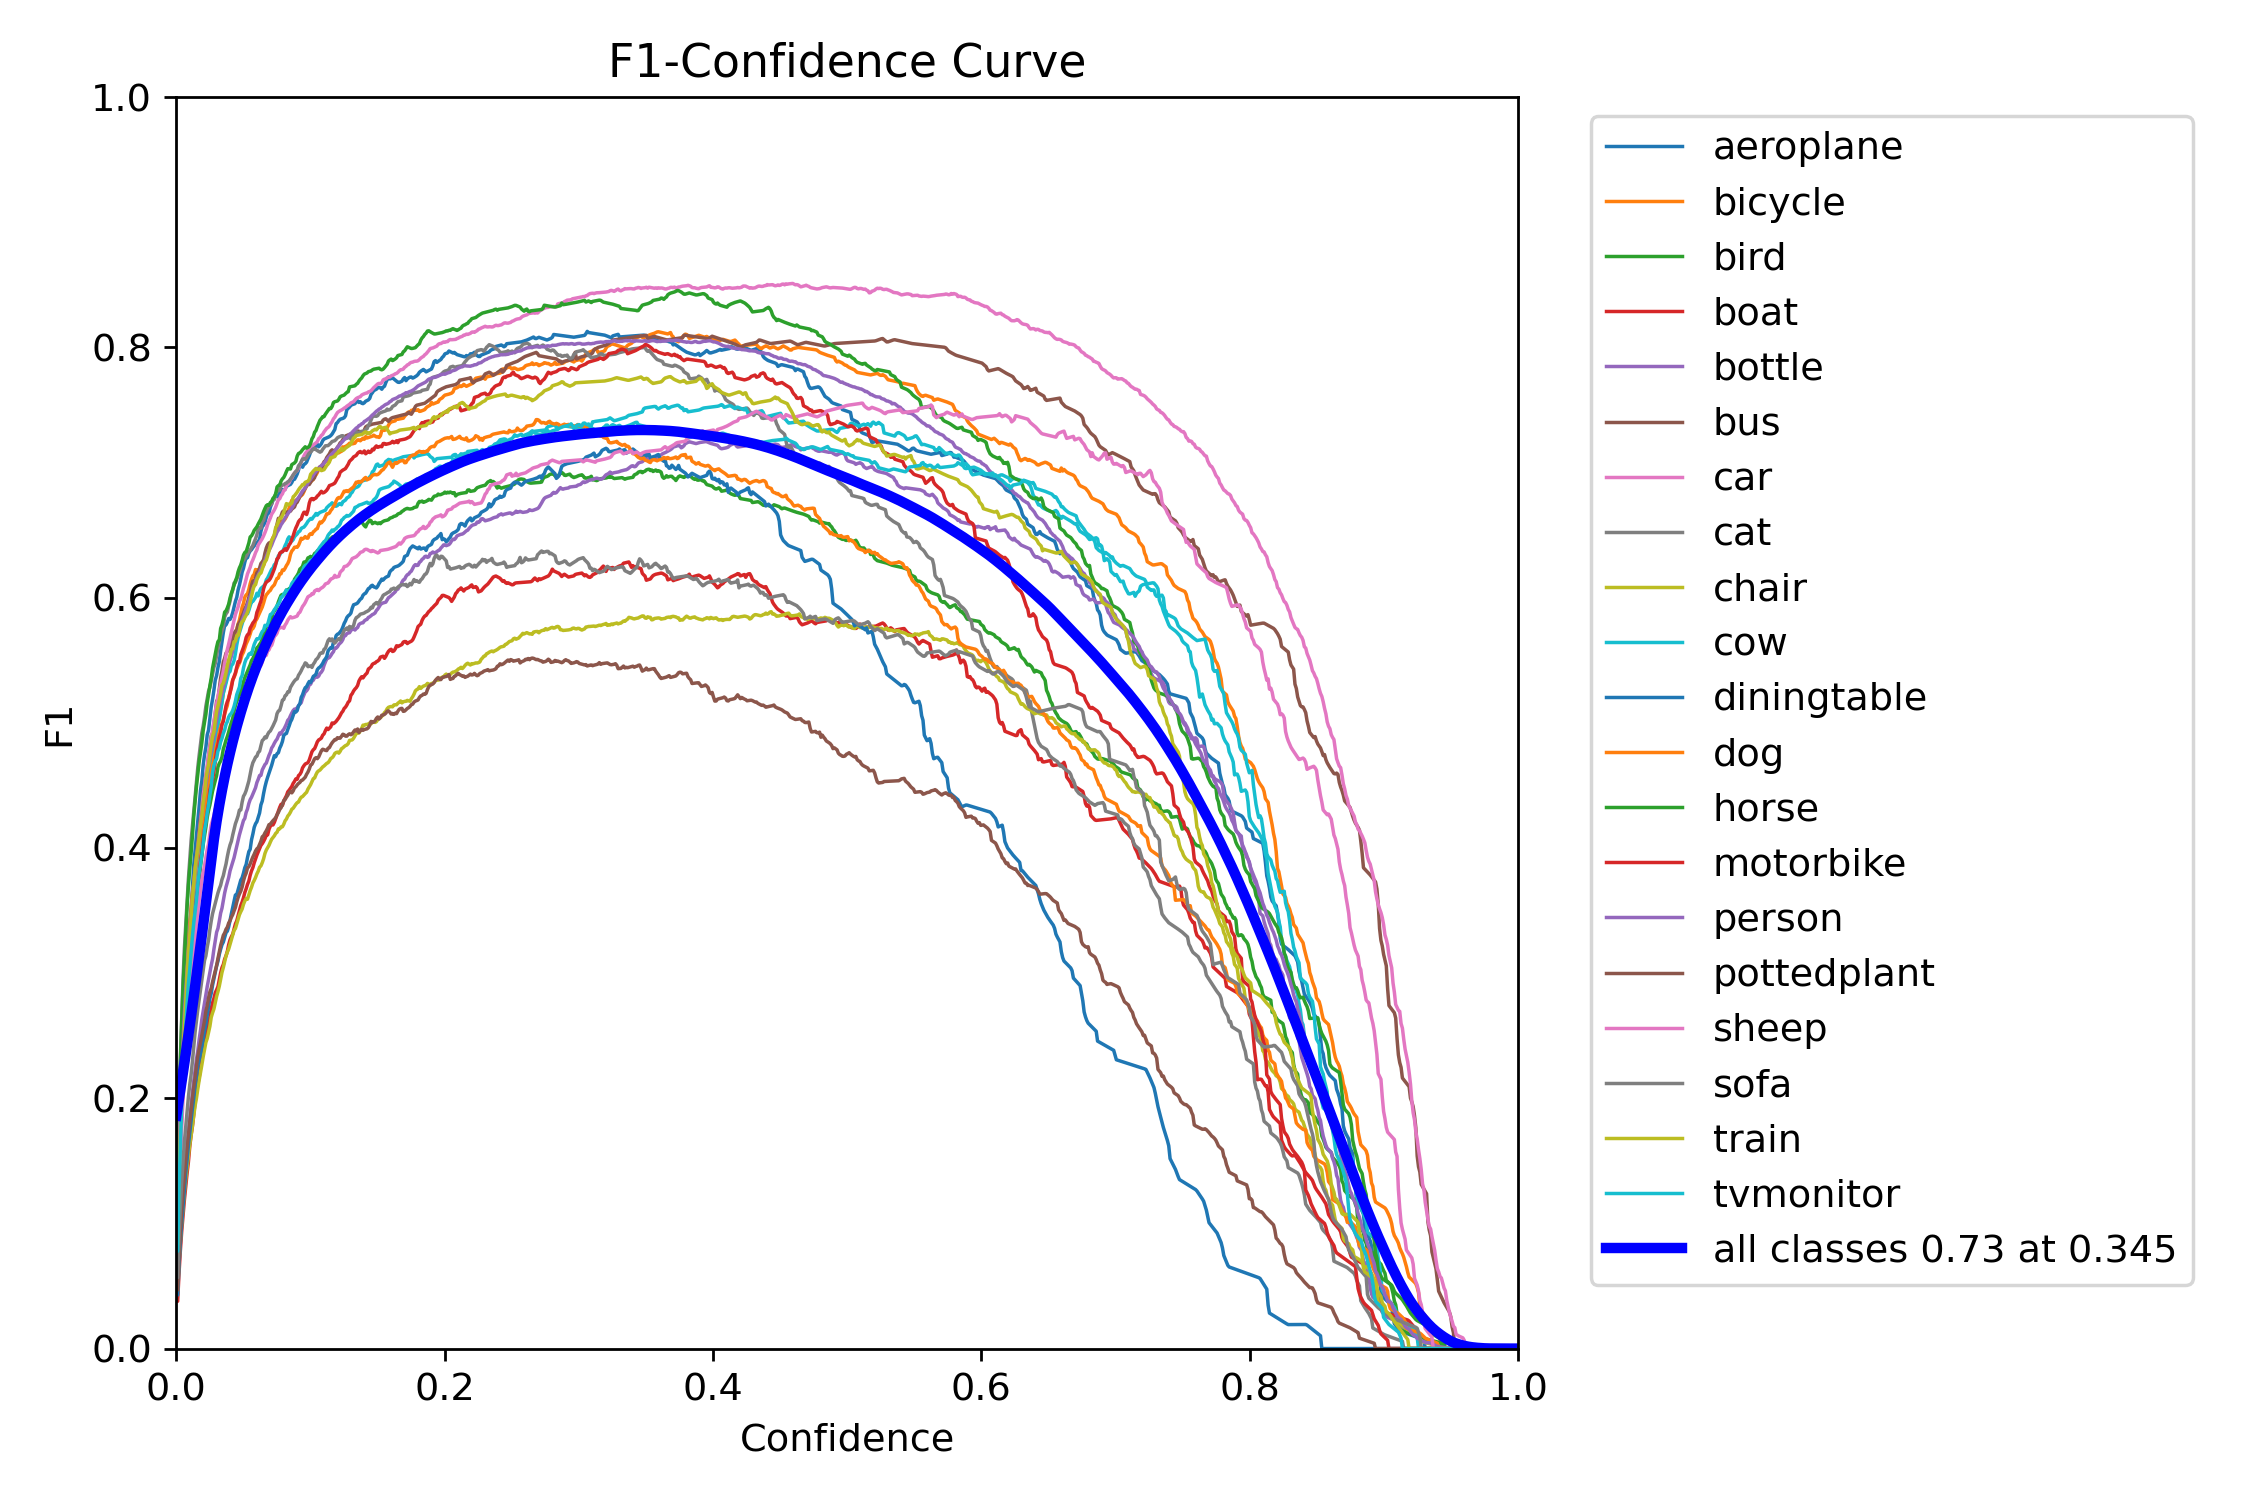 F1-Confidence Curve
1.0
0.8
0.6
0.4
0.2
0.0
F1
0.0 0.2 0.4 0.6 0.8 1.0
Confidence
aeroplane
bicycle
bird
boat
bottle
bus
car
cat
chair
cow
diningtable
dog
horse
motorbike
person
pottedplant
sheep
sofa
train
tvmonitor
all classes 0.73 at 0.345